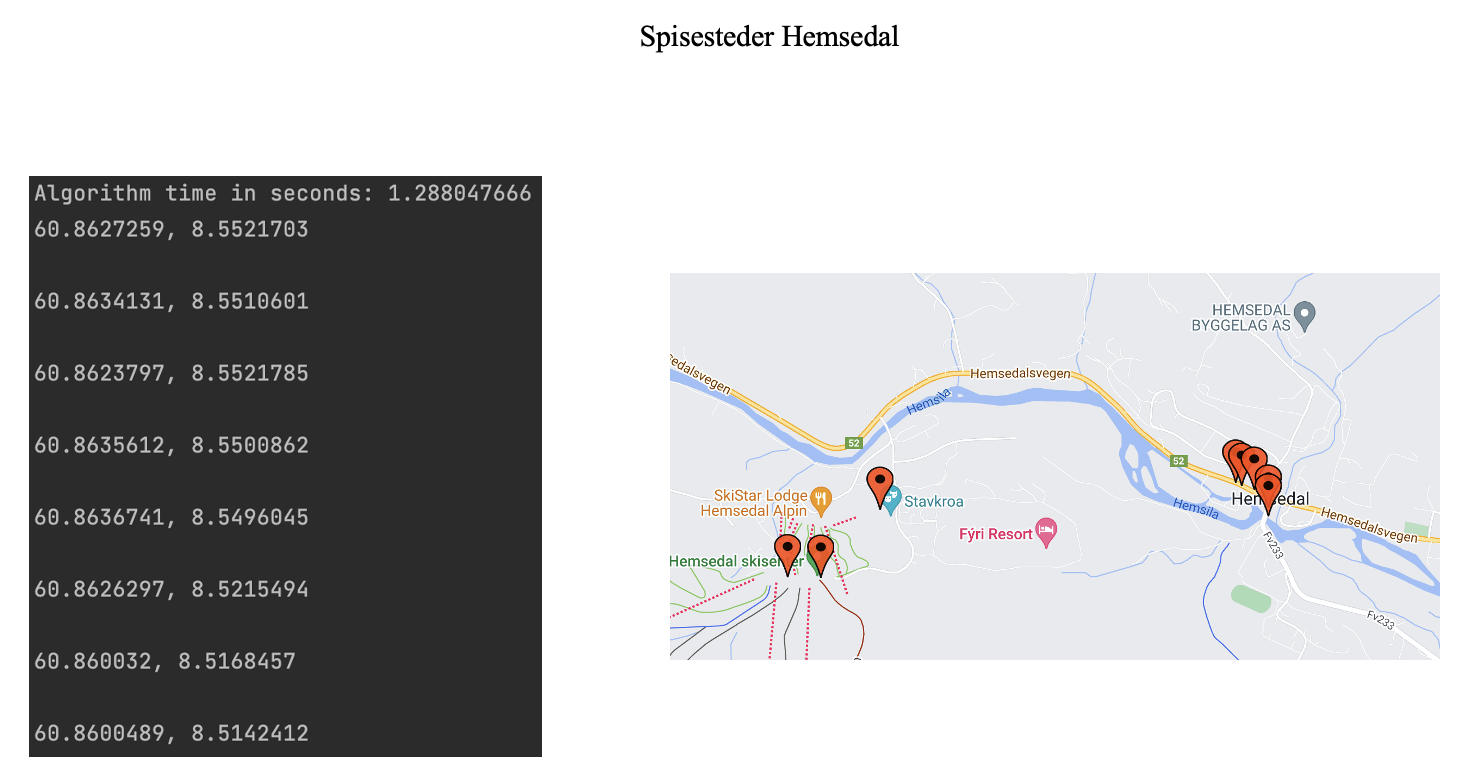 Spisesteder Hemsedal
Algorithm time in seconds: 1.288047666
60.8627259, 8.5521703
60.8634131, 8.5510601
60.8623797, 8.5521785
60.8635612, 8.5500862
60.8636741, 8.5496045
60.8626297, 8.5215494
60.860032, 8.5168457
60.8600489, 8.5142412
HEMSEDAL
BYGGELAG AS
edalsvegen
Hemsedalsvegen
Hemsila
52
52
SkiStar Lodge
Hemsedal Alpin
Stavkroa
Hemsedal
Hemsila
Hemsedalsvegen
Fýri Resort
Fv233
Hemsedal skisenter
Fv233